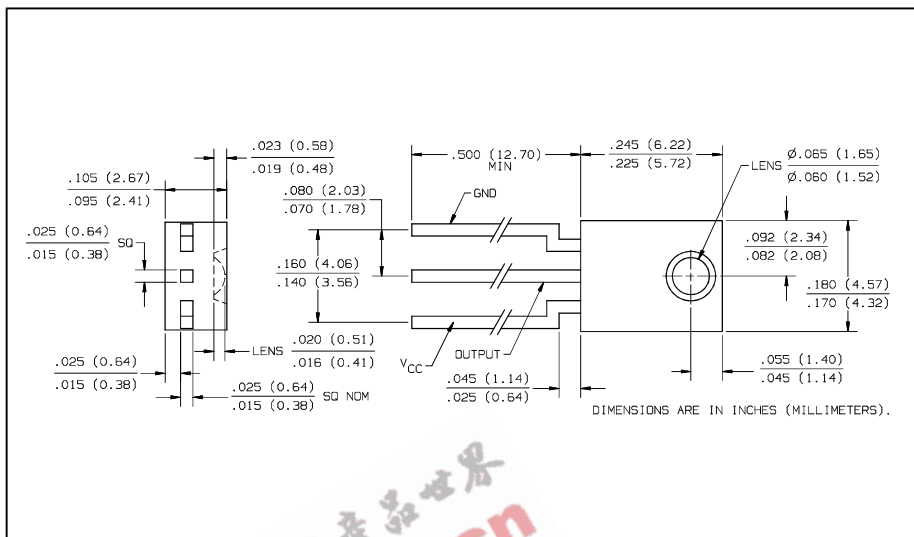 .023 (0.58)
.019 (0.48)
.105 (2.67)
.095 (2.41)
.025 (0.64)
.015 (0.38)
SQ
LENS
.020 (0.51)
.016 (0.41)
.025 (0.64)
.015 (0.38)
.025 (0.64)
.015 (0.38)
SQ NOM
.500 (12.70)
MIN
.245 (6.22)
.225 (5.72)
.080 (2.03)
.070 (1.78)
GND
.160 (4.06)
.140 (3.56)
VCC
OUTPUT
.045 (1.14)
.025 (0.64)
LENS
Ø.065 (1.65)
Ø.060 (1.52)
.092 (2.34)
.082 (2.08)
.180 (4.57)
.170 (4.32)
.055 (1.40)
.045 (1.14)
DIMENSIONS ARE IN INCHES (MILLIMETERS).
品世界